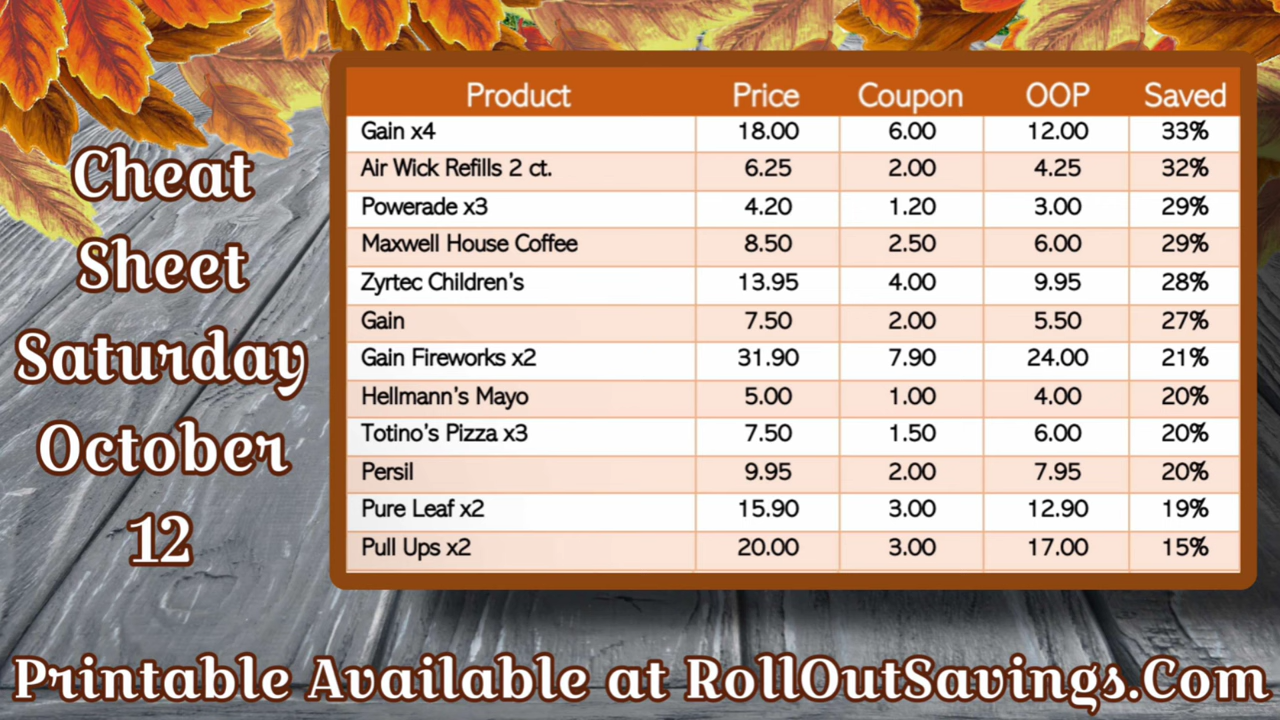 Cheat
Sheet
Saturday
October
12
Product Price Coupon OOP Saved
Gain x4 18.00 6.00 12.00 33%
Air Wick Refills 2 ct. 6.25 2.00 4.25 32%
Powerade x3 4.20 1.20 3.00 29%
Maxwell House Coffee 8.50 2.50 6.00 29%
Zyrtec Children's 13.95 4.00 9.95 28%
Gain 7.50 2.00 5.50 27%
Gain Fireworks x2 31.90 7.90 24.00 21%
Hellmann's Mayo 5.00 1.00 4.00 20%
Totino's Pizza x3 7.50 1.50 6.00 20%
Persil 9.95 2.00 7.95 20%
Pure Leaf x2 15.90 3.00 12.90 19%
Pull Ups x2 20.00 3.00 17.00 15%
Printable Available at RollOutSavings.Com